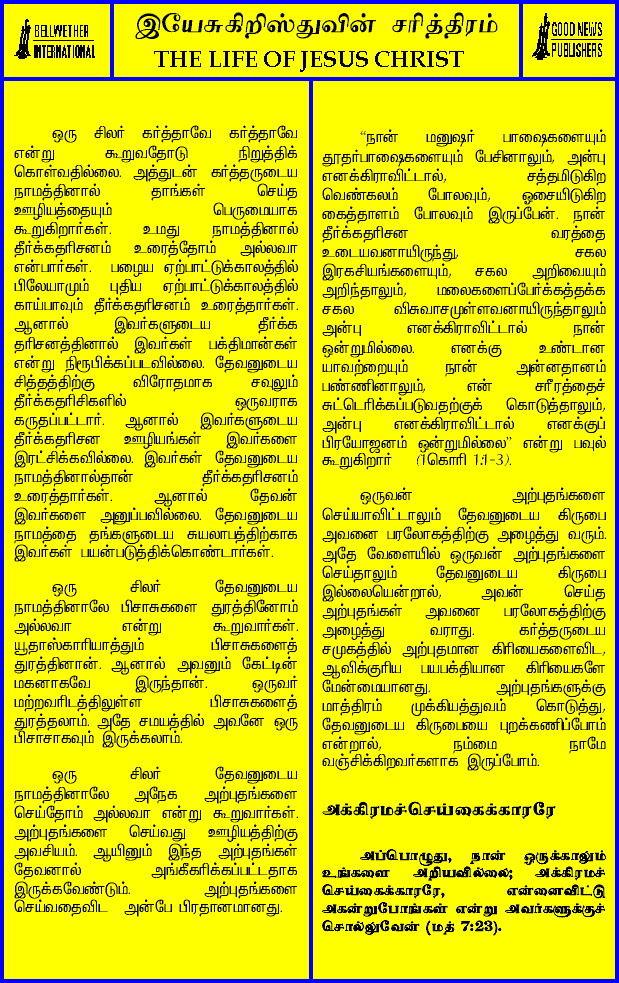 BELLWETHER
INTERNATIONAL
இயேசுகிறிஸ்துவின் சரித்திரம்
THE LIFE OF JESUS CHRIST
GOOD NEWS
PUBLISHERS
ஒரு சிலர் கர்த்தாவே கர்த்தாவே
என்று கூறுவதோடு நிறுத்திக்
கொள்வதில்லை. அத்துடன் கர்த்தருடைய
நாமத்தினால் தாங்கள் செய்த
ஊழியத்தையும் பெருமையாக
கூறுகிறார்கள். உமது நாமத்தினால்
தீர்க்கதரிசனம் உரைத்தோம் அல்லவா
என்பார்கள். பழைய ஏற்பாட்டுக்காலத்தில்
பிலேயாமும் புதிய ஏற்பாட்டுக்காலத்தில்
காய்பாவும் தீர்க்கதரிசனம் உரைத்தார்கள்.
ஆனால் இவர்களுடைய தீர்க்க
தரிசனத்தினால் இவர்கள் பக்திமான்கள்
என்று நிரூபிக்கப்படவில்லை. தேவனுடைய
சித்தத்திற்கு விரோதமாக சவுலும்
தீர்க்கதரிசிகளில் ஒருவராக
கருதப்பட்டார். ஆனால் இவர்களுடைய
தீர்க்கதரிசன ஊழியங்கள் இவர்களை
இரட்சிக்கவில்லை. இவர்கள் தேவனுடைய
நாமத்தினால்தான் தீர்க்கதரிசனம்
உரைத்தார்கள். ஆனால் தேவன்
இவர்களை அனுப்பவில்லை. தேவனுடைய
நாமத்தை தங்களுடைய சுயலாபத்திற்காக
இவர்கள் பயன்படுத்திக்கொண்டார்கள்.
ஒரு சிலர் தேவனுடைய
நாமத்தினாலே பிசாசுகளை துரத்தினோம்
அல்லவா என்று கூறுவார்கள்.
யூதாஸ்காரியாத்தும் பிசாசுகளைத்
துரத்தினான். ஆனால் அவனும் கேட்டின்
மகனாகவே இருந்தான். ஒருவர்
மற்றவரிடத்திலுள்ள பிசாசுகளைத்
துரத்தலாம். அதே சமயத்தில் அவனே ஒரு
பிசாசாகவும் இருக்கலாம்.
ஒரு சிலர் தேவனுடைய
நாமத்தினாலே அநேக அற்புதங்களை
செய்தோம் அல்லவா என்று கூறுவார்கள்.
அற்புதங்களை செய்வது ஊழியத்திற்கு
அவசியம். ஆயினும் இந்த அற்புதங்கள்
தேவனால் அங்கீகரிக்கப்பட்டதாக
இருக்கவேண்டும். அற்புதங்களை
செய்வதைவிட அன்பே பிரதானமானது.
“நான் மனுஷர் பாஷைகளையும்
தூதர்பாஷைகளையும் பேசினாலும், அன்பு
எனக்கிராவிட்டால், சத்தமிடுகிற
வெண்கலம் போலவும், ஓசையிடுகிற
கைத்தாளம் போலவும் இருப்பேன். நான்
தீர்க்கதரிசன வரத்தை
உடையவனாயிருந்து, சகல
இரகசியங்களையும், சகல அறிவையும்
அறிந்தாலும், மலைகளைப்பேர்க்கத்தக்க
சகல விசுவாசமுள்ளவனாயிருந்தாலும்
அன்பு எனக்கிராவிட்டால் நான்
ஒன்றுமில்லை. எனக்கு உண்டான
யாவற்றையும் நான் அன்னதானம்
பண்ணினாலும், என் சரீரத்தைச்
சுட்டெரிக்கப்படுவதற்குக் கொடுத்தாலும்,
அன்பு எனக்கிராவிட்டால் எனக்குப்
பிரயோஜனம் ஒன்றுமில்லை” என்று பவுல்
கூறுகிறார் (1கொரி 1:1-3).
ஒருவன் அற்புதங்களை
செய்யாவிட்டாலும் தேவனுடைய கிருபை
அவனை பரலோகத்திற்கு அழைத்து வரும்.
அதே வேளையில் ஒருவன் அற்புதங்களை
செய்தாலும் தேவனுடைய கிருபை
இல்லையென்றால், அவன் செய்த
அற்புதங்கள் அவனை பரலோகத்திற்கு
அழைத்து வராது. கர்த்தருடைய
சமுகத்தில் அற்புதமான கிரியைகளைவிட,
ஆவிக்குரிய பயபக்தியான கிரியைகளே
மேன்மையானது. அற்புதங்களுக்கு
மாத்திரம் முக்கியத்துவம் கொடுத்து,
தேவனுடைய கிருபையை புறக்கணிப்போம்
என்றால், நம்மை நாமே
வஞ்சிக்கிறவர்களாக இருப்போம்.
அக்கிரமச்செய்கைக்காரரே
அப்பொழுது, நான் ஒருக்காலும்
உங்களை அறியவில்லை; அக்கிரமச்
செய்கைக்காரரே, என்னைவிட்டு
அகன்றுபோங்கள் என்று அவர்களுக்குச்
சொல்லுவேன் (மத் 7:23).